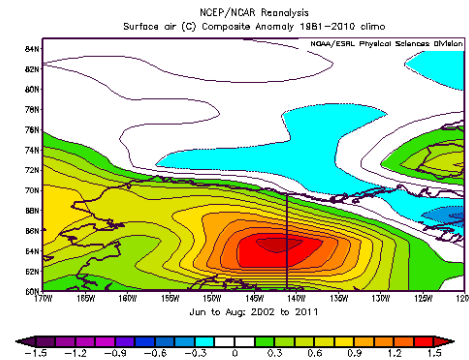 NCEP/NCAR Reanalysis
Surface air (C) Composite Anomaly 1981-2010 climo
NOAA/ESRL Physical Sciences Division
84N
82N
80N
78N
76N
74N
72N
70N
68N
66N
64N
62N
60N
170W 165W 160W 155W 150W 145W 140W 135W 130W 125W 120
Jun to Aug: 2002 to 2011
-1.5 -1.2 -0.9 -0.6 -0.3 0 0.3 0.6 0.9 1.2 1.5